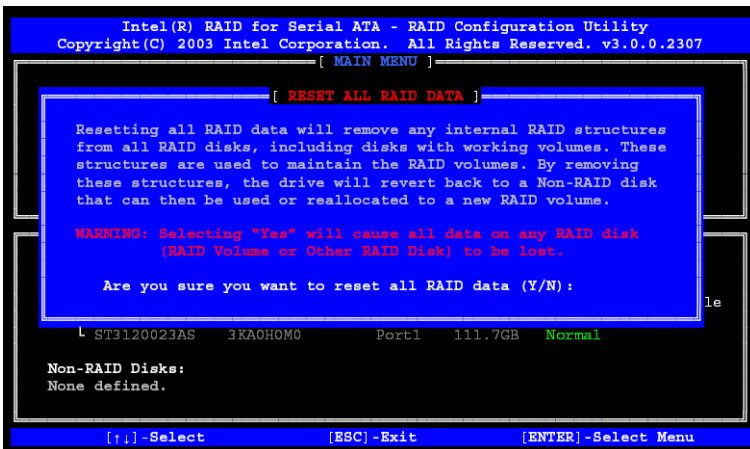 Intel(R) RAID for Serial ATA - RAID Configuration Utility
Copyright(C) 2003 Intel Corporation. All Rights Reserved. v3.0.0.2307
[ MAIN MENU ]
[ RESET ALL RAID DATA ]
Resetting all RAID data will remove any internal RAID structures
from all RAID disks, including disks with working volumes. These
structures are used to maintain the RAID volumes. By removing
these structures, the drive will revert back to a Non-RAID disk
that can then be used or reallocated to a new RAID volume.
WARNING: Selecting "Yes" will cause all data on any RAID disk
(RAID Volume or Other RAID Disk) to be lost.
Are you sure you want to reset all RAID data (Y/N):
le
ST3120023AS 3KA0H0M0 Port1 111.7GB Normal
Non-RAID Disks:
None defined.
[↑↓]-Select [ESC]-Exit [ENTER]-Select Menu